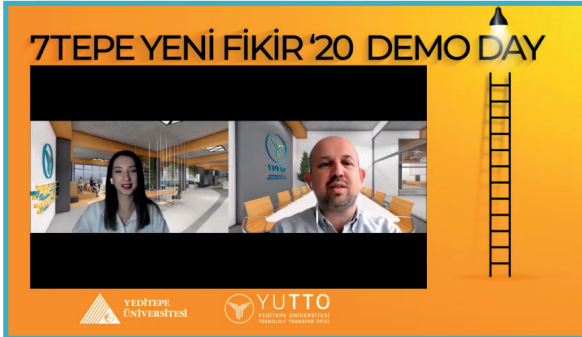 7TEPE YENİ FİKİR ‘20 DEMO DAY
YUTTO
YEDİTEPE
ÜNİVERSİTESİ
YUTTO
YEDİTEPE ÜNİVERSİTESİ
TEKNOLOJİ TRANSFER OFİSİ